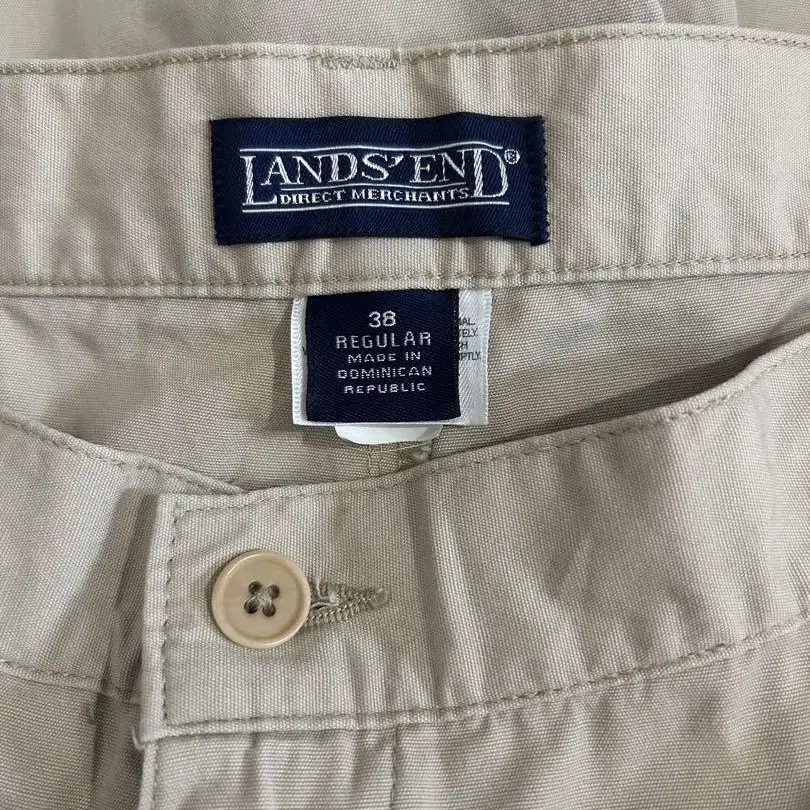 LANDS' END®
DIRECT MERCHANTS
38
REGULAR
MADE IN
DOMINICAN
REPUBLIC